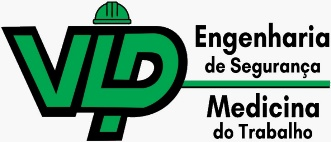 VLP
Engenharia
de Segurança
Medicina
do Trabalho